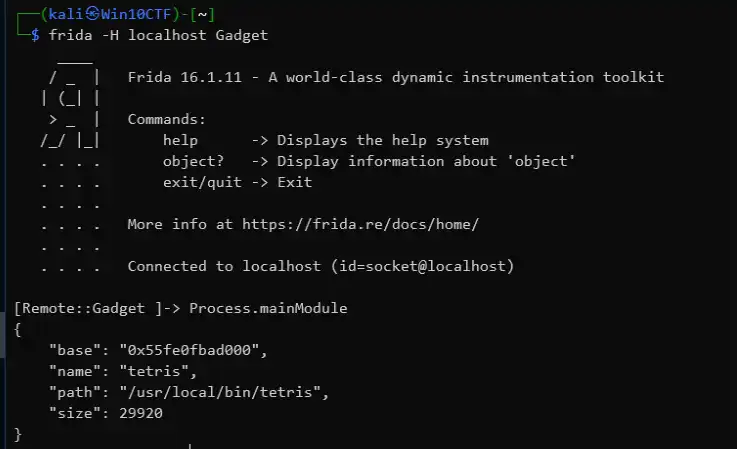 ┌──(kali㉿Win10CTF)-[~]
└─$ frida -H localhost Gadget
     ____
    / _  |   Frida 16.1.11 - A world-class dynamic instrumentation toolkit
   | (_| |
    > _  |   Commands:
   /_/ |_|       help      -> Displays the help system
   . . . .       object?   -> Display information about 'object'
   . . . .       exit/quit -> Exit
   . . . .
   . . . .   More info at https://frida.re/docs/home/
   . . . .
   . . . .   Connected to localhost (id=socket@localhost)
[Remote::Gadget ]-> Process.mainModule
{
    "base": "0x55fe0fbad000",
    "name": "tetris",
    "path": "/usr/local/bin/tetris",
    "size": 29920
}